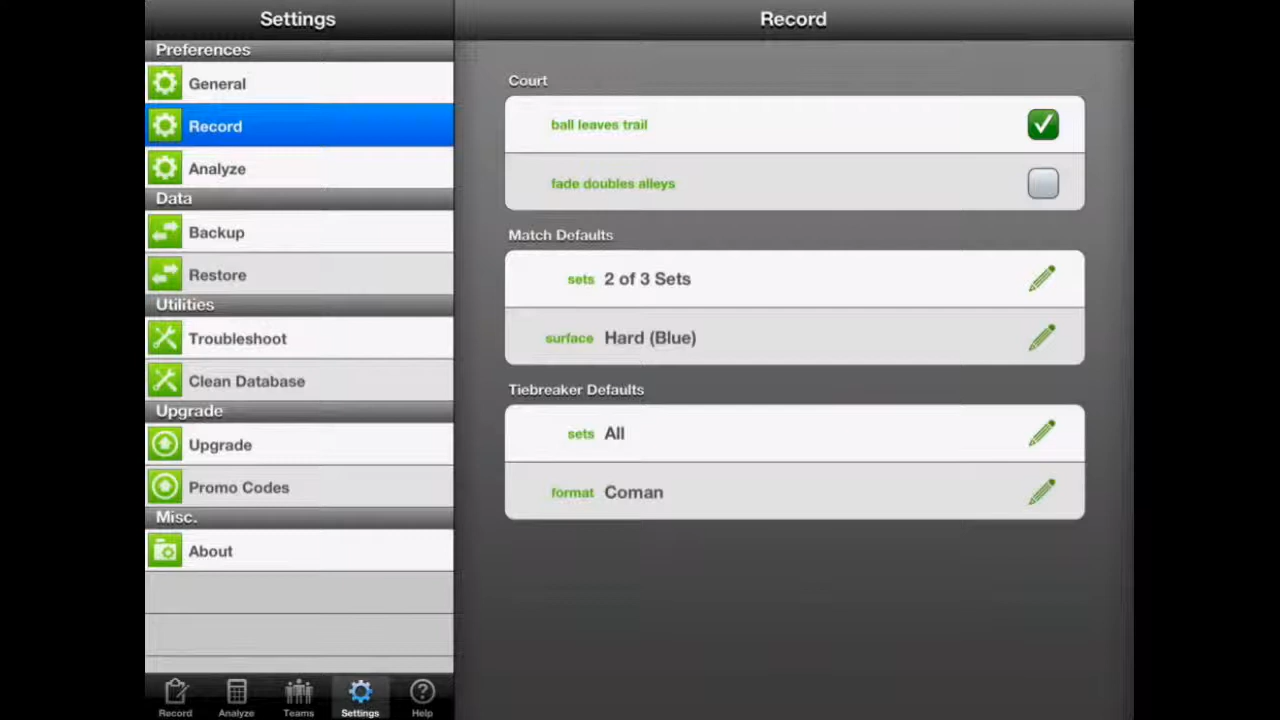 Settings
Preferences
General
Record
Analyze
Data
Backup
Restore
Utilities
Troubleshoot
Clean Database
Upgrade
Upgrade
Promo Codes
Misc.
About
Record
Analyze
Teams
Settings
Help
Record
Court
ball leaves trail
fade doubles alleys
Match Defaults
sets 2 of 3 Sets
surface Hard (Blue)
Tiebreaker Defaults
sets All
format Coman